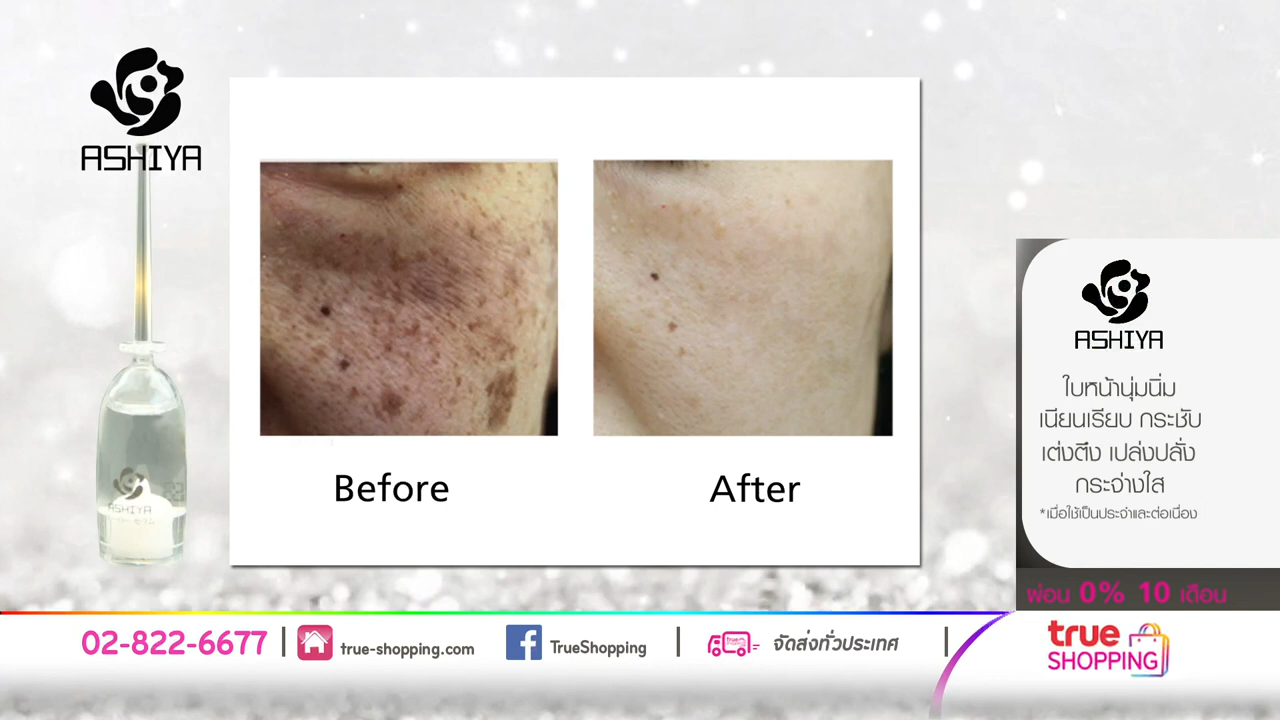 ASHIYA
Before
After
ASHIYA
ASHIYA
ใบหน้านุ่มนิ่ม
เนียนเรียบ กระชับ
เต่งตึง เปล่งปลั่ง
กระจ่างใส
*เมื่อใช้เป็นประจำและต่อเนื่อง
ผ่อน 0% 10 เดือน
02-822-6677
true-shopping.com
TrueShopping
จัดส่งทั่วประเทศ
true
SHOPPING